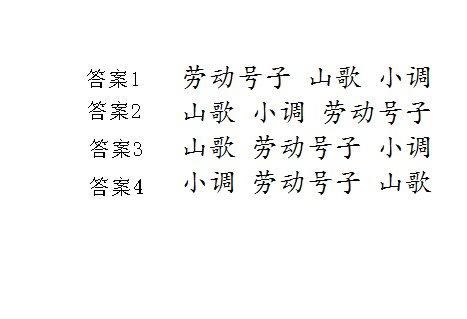 答案1 劳动号子 山歌 小调
答案2 山歌 小调 劳动号子
答案3 山歌 劳动号子 小调
答案4 小调 劳动号子 山歌